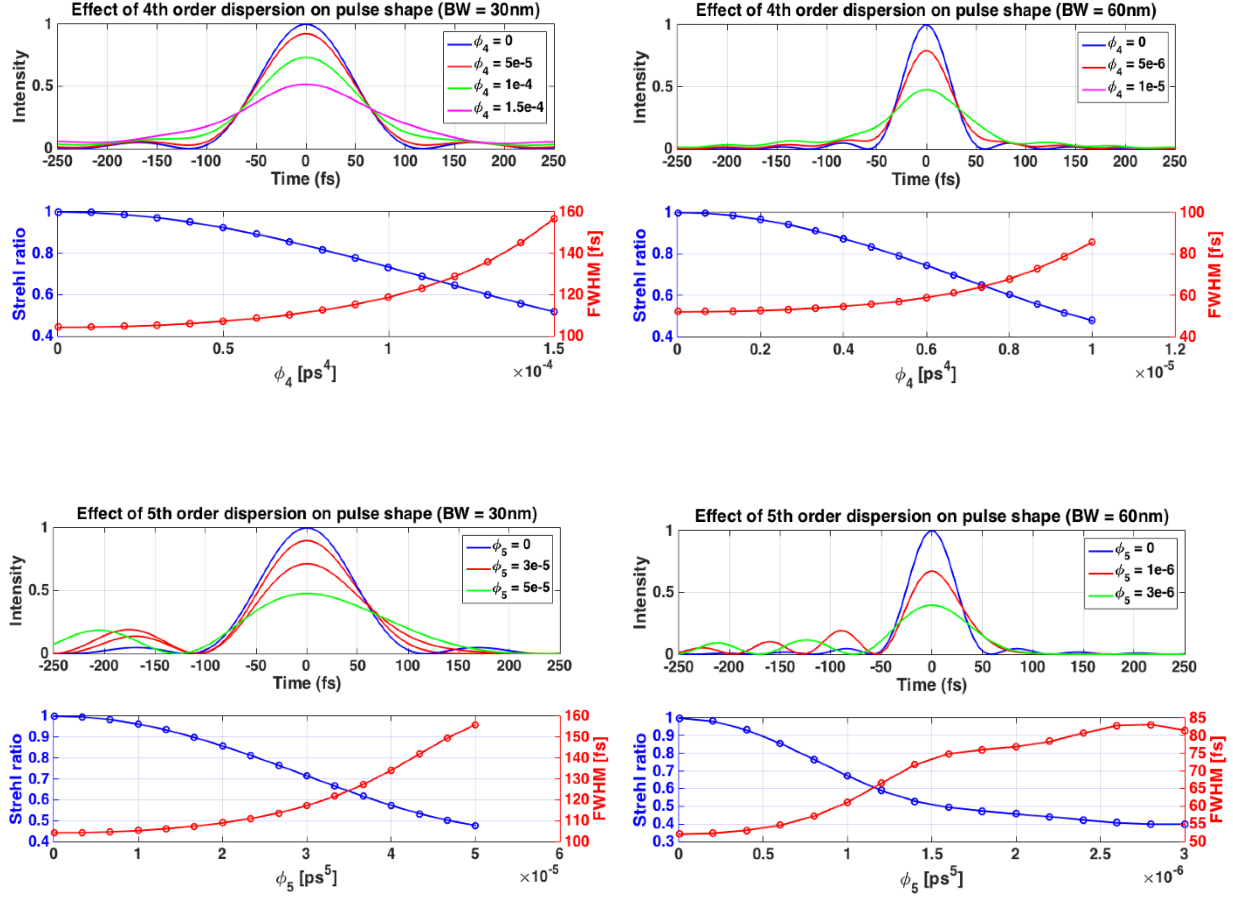 Effect of 4th order dispersion on pulse shape (BW = 30nm)
Intensity
1
0.5
0
ϕ4 = 0
ϕ4 = 5e-5
ϕ4 = 1e-4
ϕ4 = 1.5e-4
-250 -200 -150 -100 -50 0 50 100 150 200 250
Time (fs)
Strehl ratio
1
0.8
0.6
0.4
160
140
120
100
FWHM [fs]
0 0.5 1 1.5
ϕ4 [ps^4]
×10^-4
Effect of 4th order dispersion on pulse shape (BW = 60nm)
Intensity
1
0.5
0
ϕ4 = 0
ϕ4 = 5e-6
ϕ4 = 1e-5
-250 -200 -150 -100 -50 0 50 100 150 200 250
Time (fs)
Strehl ratio
1
0.8
0.6
0.4
100
80
60
40
FWHM [fs]
0 0.2 0.4 0.6 0.8 1 1.2
ϕ4 [ps^4]
×10^-5
Effect of 5th order dispersion on pulse shape (BW = 30nm)
Intensity
1
0.5
0
ϕ5 = 0
ϕ5 = 3e-5
ϕ5 = 5e-5
-250 -200 -150 -100 -50 0 50 100 150 200 250
Time (fs)
Strehl ratio
1
0.9
0.8
0.7
0.6
0.5
0.4
160
150
140
130
120
110
100
FWHM [fs]
0 1 2 3 4 5 6
ϕ5 [ps^5]
×10^-5
Effect of 5th order dispersion on pulse shape (BW = 60nm)
Intensity
1
0.5
0
ϕ5 = 0
ϕ5 = 1e-6
ϕ5 = 3e-6
-250 -200 -150 -100 -50 0 50 100 150 200 250
Time (fs)
Strehl ratio
1
0.9
0.8
0.7
0.6
0.5
0.4
0.3
85
80
75
70
65
60
55
50
FWHM [fs]
0 0.5 1 1.5 2 2.5 3
ϕ5 [ps^5]
×10^-6